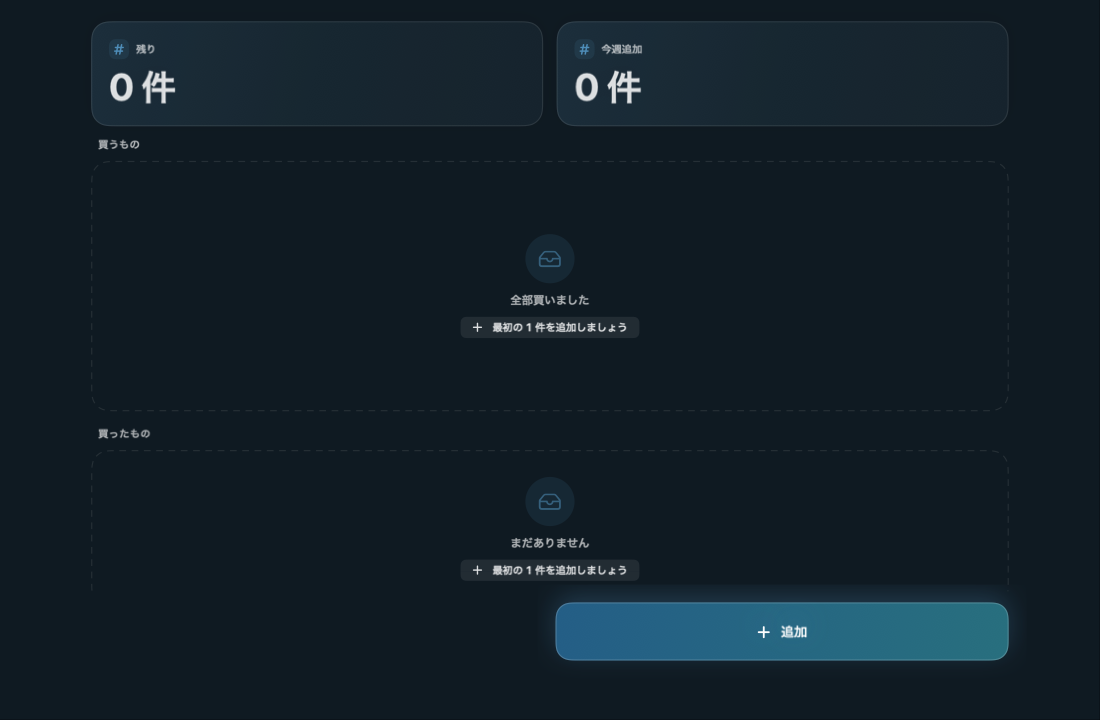 # 残り
0 件
# 今週追加
0 件
買うもの
全部買いました
+ 最初の 1 件を追加しましょう
買ったもの
まだありません
+ 最初の 1 件を追加しましょう
+ 追加